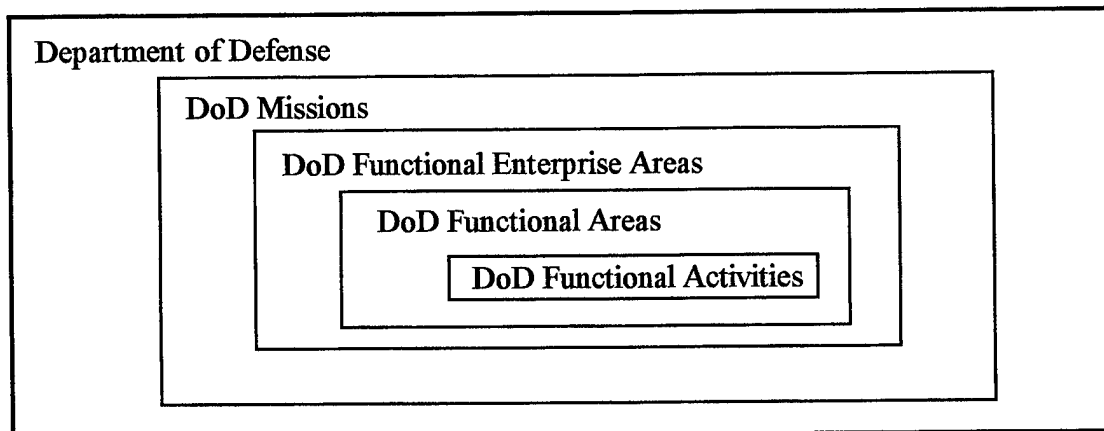 Department of Defense
DoD Missions
DoD Functional Enterprise Areas
DoD Functional Areas
DoD Functional Activities